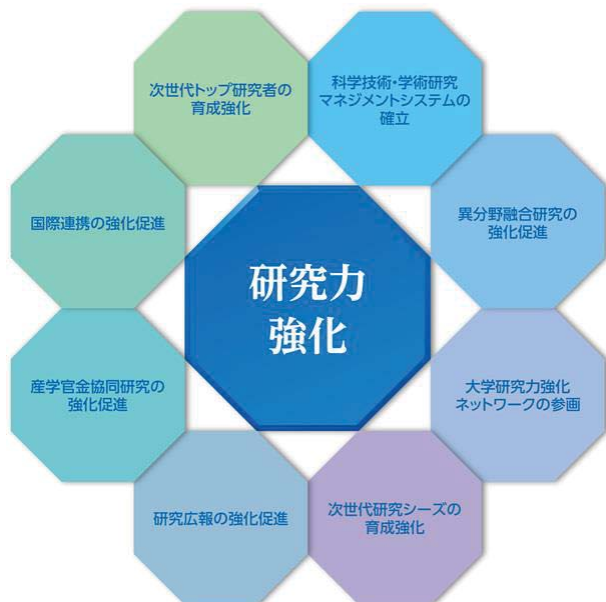 次世代トップ研究者の
育成強化
科学技術・学術研究
マネジメントシステムの
確立
国際連携の強化促進
異分野融合研究の
強化促進
研究力
強化
産学官金協同研究の
強化促進
大学研究力強化
ネットワークの参画
研究広報の強化促進
次世代研究シーズの
育成強化